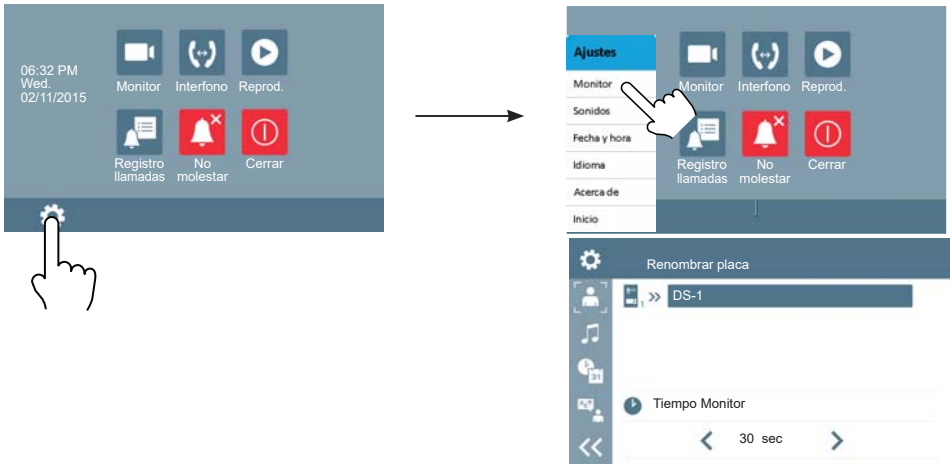 06:32 PM
Wed.
02/11/2015
Monitor
Interfono
Reprod.
Registro
llamadas
No
molestar
Cerrar
Ajustes
Monitor
Sonidos
Fecha y hora
Idioma
Acerca de
Inicio
Monitor
Interfono
Reprod.
Registro
llamadas
No
molestar
Cerrar
Renombrar placa
1
DS-1
31
Tiempo Monitor
30 sec